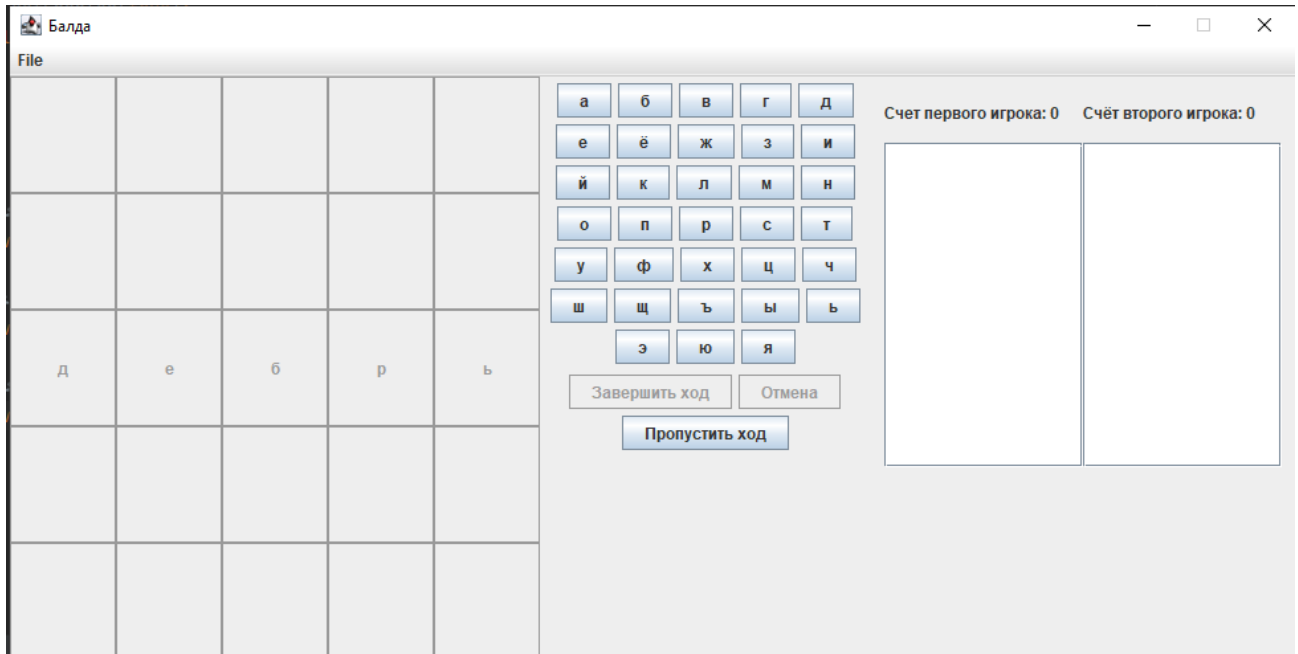 Балда
File
а б в г д
Счет первого игрока: 0 Счёт второго игрока: 0
е ё ж з и
й к л м н
о п р с т
у ф х ц ч
ш щ ъ ы ь
э ю я
д е б р ь
Завершить ход Отмена
Пропустить ход